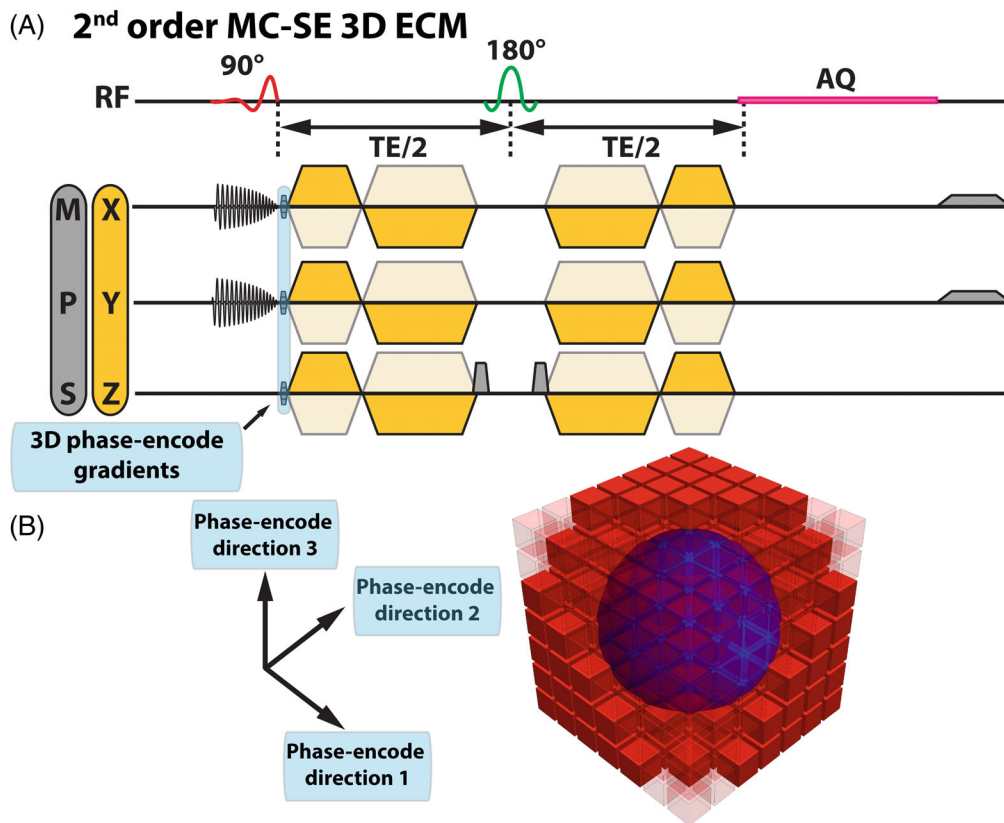 (A) 2nd order MC-SE 3D ECM
90°
180°
RF
AQ
TE/2
TE/2
M X
P Y
S Z
3D phase-encode
gradients
(B)
Phase-encode
direction 3
Phase-encode
direction 2
Phase-encode
direction 1